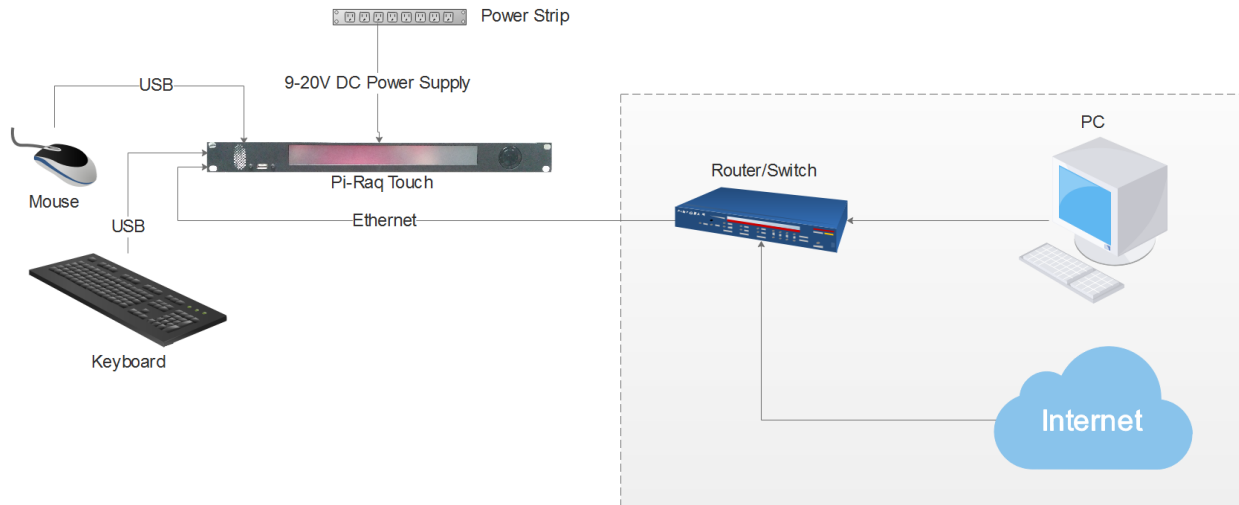 Power Strip
USB
9-20V DC Power Supply
PC
Router/Switch
Pi-Raq Touch
Mouse
USB
Ethernet
Keyboard
Internet